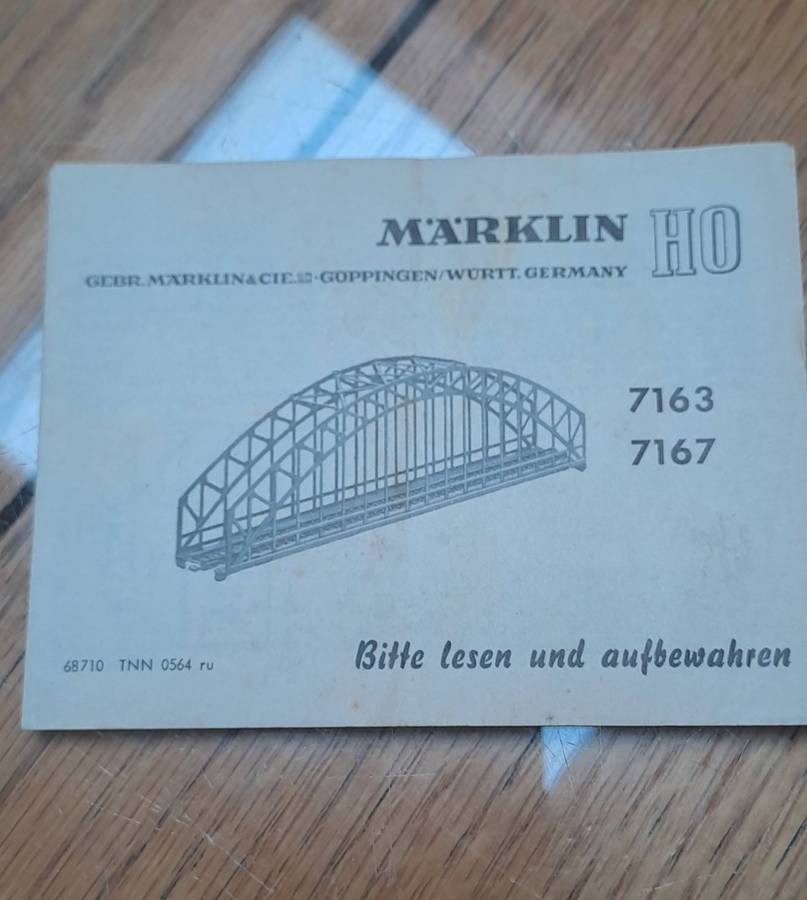 MÄRKLIN HO
GEBR. MÄRKLIN & CIE. · GÖPPINGEN/WÜRTT. GERMANY
7163
7167
68710 TNN 0564 ru
Bitte lesen und aufbewahren